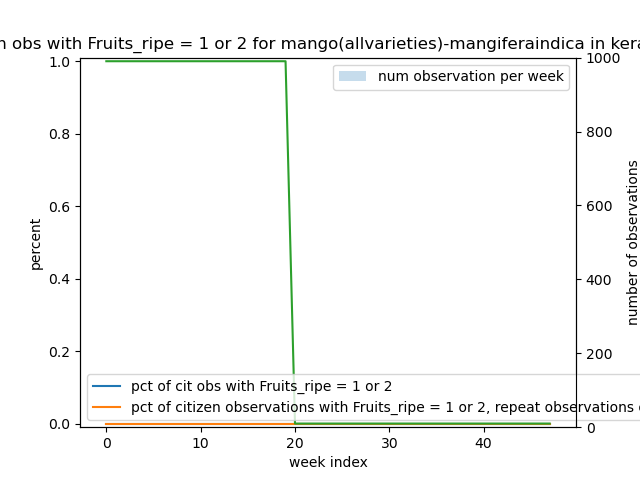 n obs with Fruits_ripe = 1 or 2 for mango(allvarieties)-mangiferaindica in kera
num observation per week
1.0
0.8
0.6
0.4
0.2
0.0
percent
1000
800
600
400
200
0
number of observations
pct of cit obs with Fruits_ripe = 1 or 2
pct of citizen observations with Fruits_ripe = 1 or 2, repeat observations
0
10
20
30
40
week index